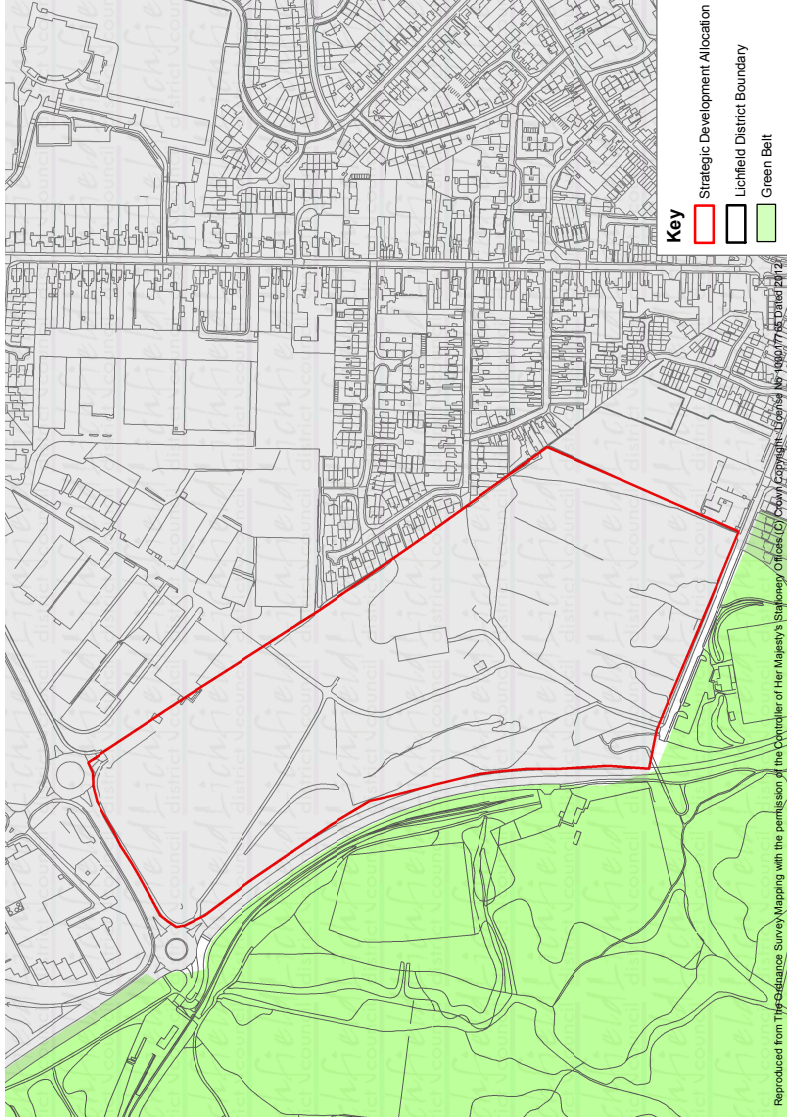 Key
Strategic Development Allocation
Lichfield District Boundary
Green Belt
Reproduced from The Ordnance Survey Mapping with the permission of the Controller of Her Majesty's Stationery Offices (C) Crown Copyright : License No Dated 2012